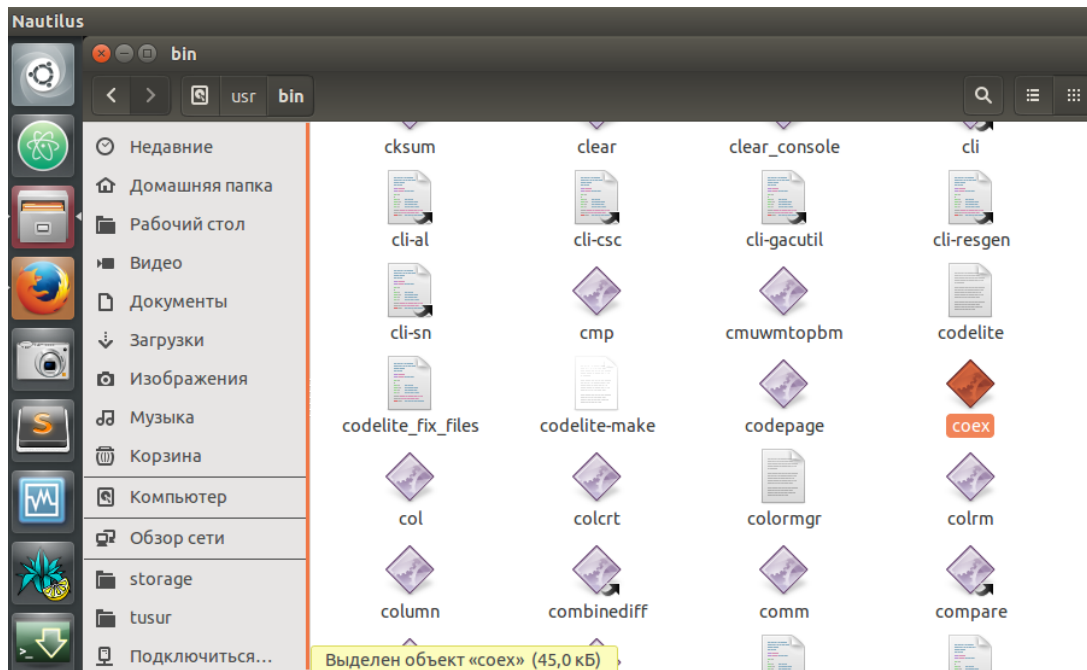 Nautilus
bin
usr bin
Недавние
Домашняя папка
Рабочий стол
Видео
Документы
Загрузки
Изображения
Музыка
Корзина
Компьютер
Обзор сети
storage
tusur
Подключиться...
cksum clear clear_console cli
cli-al cli-csc cli-gacutil cli-resgen
cli-sn cmp cmuwmtopbm codelite
codelite_fix_files codelite-make codepage coex
col colcrt colormgr colrm
column combinediff comm compare
Выделен объект «coex» (45,0 кБ)